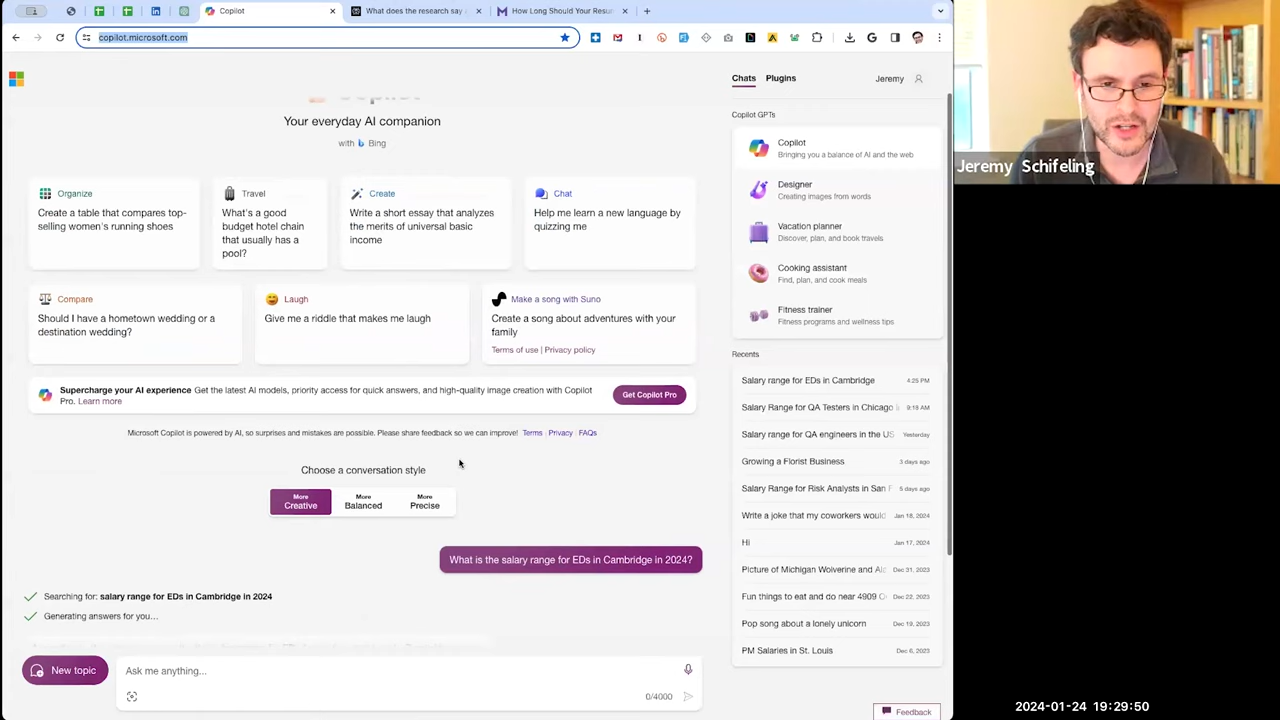 Copilot
What does the research say
How Long Should Your Resu
copilot.microsoft.com
Your everyday AI companion
with Bing
Organize
Create a table that compares top-
selling women's running shoes
Travel
What's a good
budget hotel chain
that usually has a
pool?
Create
Write a short essay that analyzes
the merits of universal basic
income
Chat
Help me learn a new language by
quizzing me
Compare
Should I have a hometown wedding or a
destination wedding?
Laugh
Give me a riddle that makes me laugh
Make a song with Suno
Create a song about adventures with your
family
Terms of use | Privacy policy
Supercharge your AI experience Get the latest AI models, priority access for quick answers, and high-quality image creation with Copilot
Pro. Learn more
Get Copilot Pro
Microsoft Copilot is powered by AI, so surprises and mistakes are possible. Please share feedback so we can improve! Terms | Privacy | FAQs
Choose a conversation style
More
Creative
More
Balanced
More
Precise
What is the salary range for EDs in Cambridge in 2024?
Searching for: salary range for EDs in Cambridge in 2024
Generating answers for you...
New topic
Ask me anything...
0/4000
Chats
Plugins
Jeremy
Copilot GPTs
Copilot
Bringing you a balance of AI and the web
Designer
Creating images from words
Vacation planner
Discover, plan, and book travels
Cooking assistant
Find, plan, and cook meals
Fitness trainer
Fitness programs and wellness tips
Recents
Salary range for EDs in Cambridge 4:25 PM
Salary Range for QA Testers in Chicago 9:18 AM
Salary range for QA engineers in the US Yesterday
Growing a Florist Business 3 days ago
Salary Range for Risk Analysts in San 5 days ago
Write a joke that my coworkers would Jan 18, 2024
Hi Jan 17, 2024
Picture of Michigan Wolverine and Dec 31, 2023
Fun things to eat and do near 4909 Dec 22, 2023
Pop song about a lonely unicorn Dec 19, 2023
PM Salaries in St. Louis Dec 6, 2023
Feedback
Jeremy Schifeling
2024-01-24 19:29:50